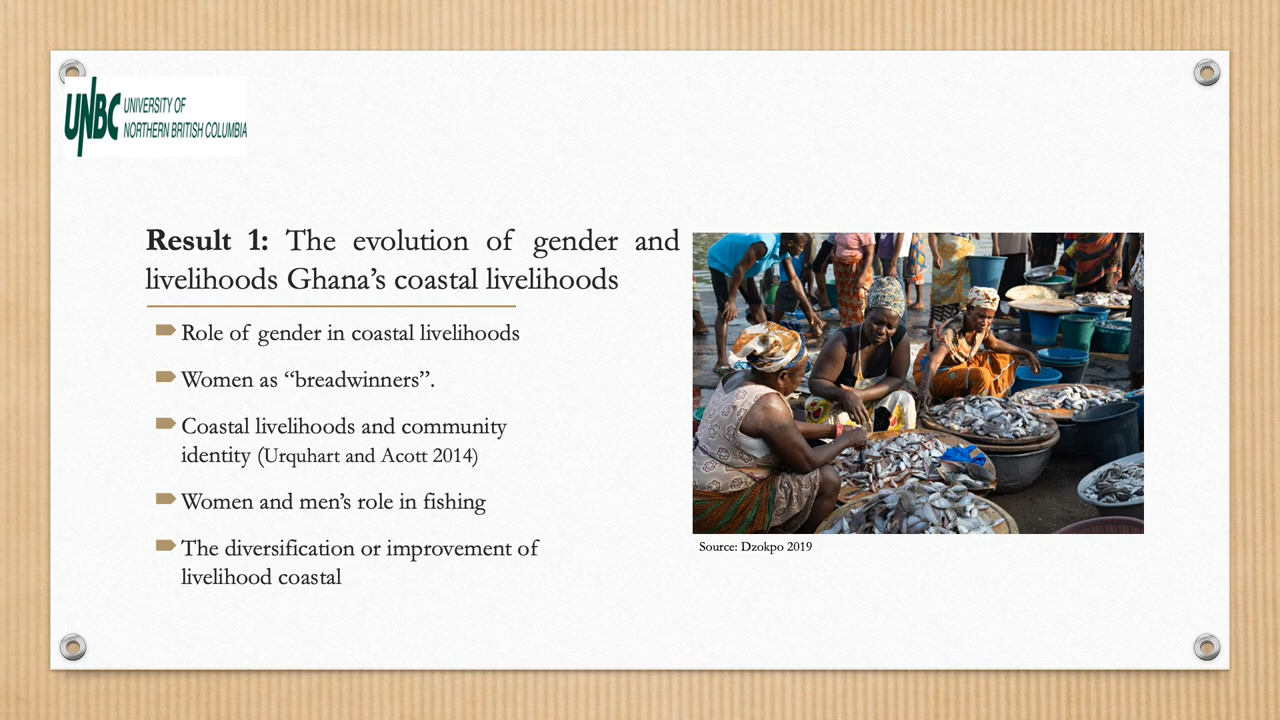 UNBC UNIVERSITY OF
NORTHERN BRITISH COLUMBIA
Result 1: The evolution of gender and
livelihoods Ghana’s coastal livelihoods
Role of gender in coastal livelihoods
Women as “breadwinners”.
Coastal livelihoods and community
identity (Urquhart and Acott 2014)
Women and men’s role in fishing
The diversification or improvement of
livelihood coastal
Source: Dzokpo 2019